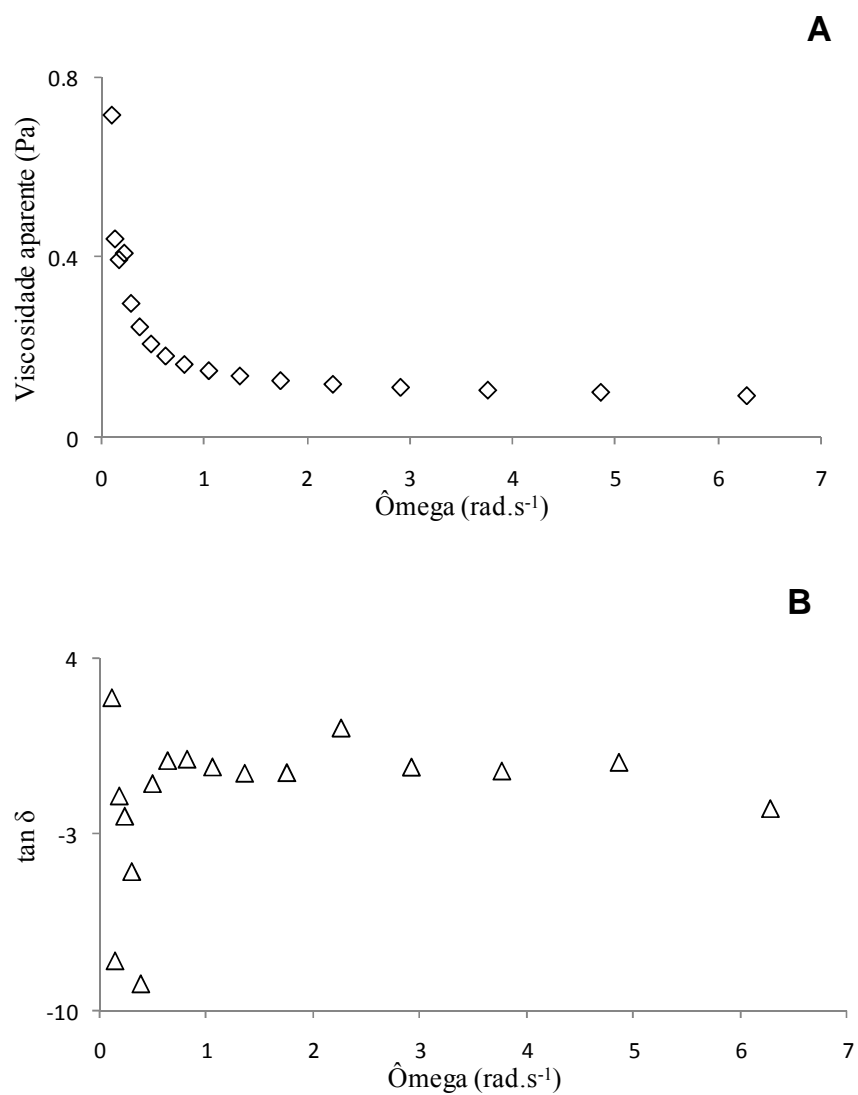 A
0.8
0.4
0
Viscosidade aparente (Pa)
0 1 2 3 4 5 6 7
Ômega (rad.s⁻¹)
B
4
-3
-10
tan δ
0 1 2 3 4 5 6 7
Ômega (rad.s⁻¹)